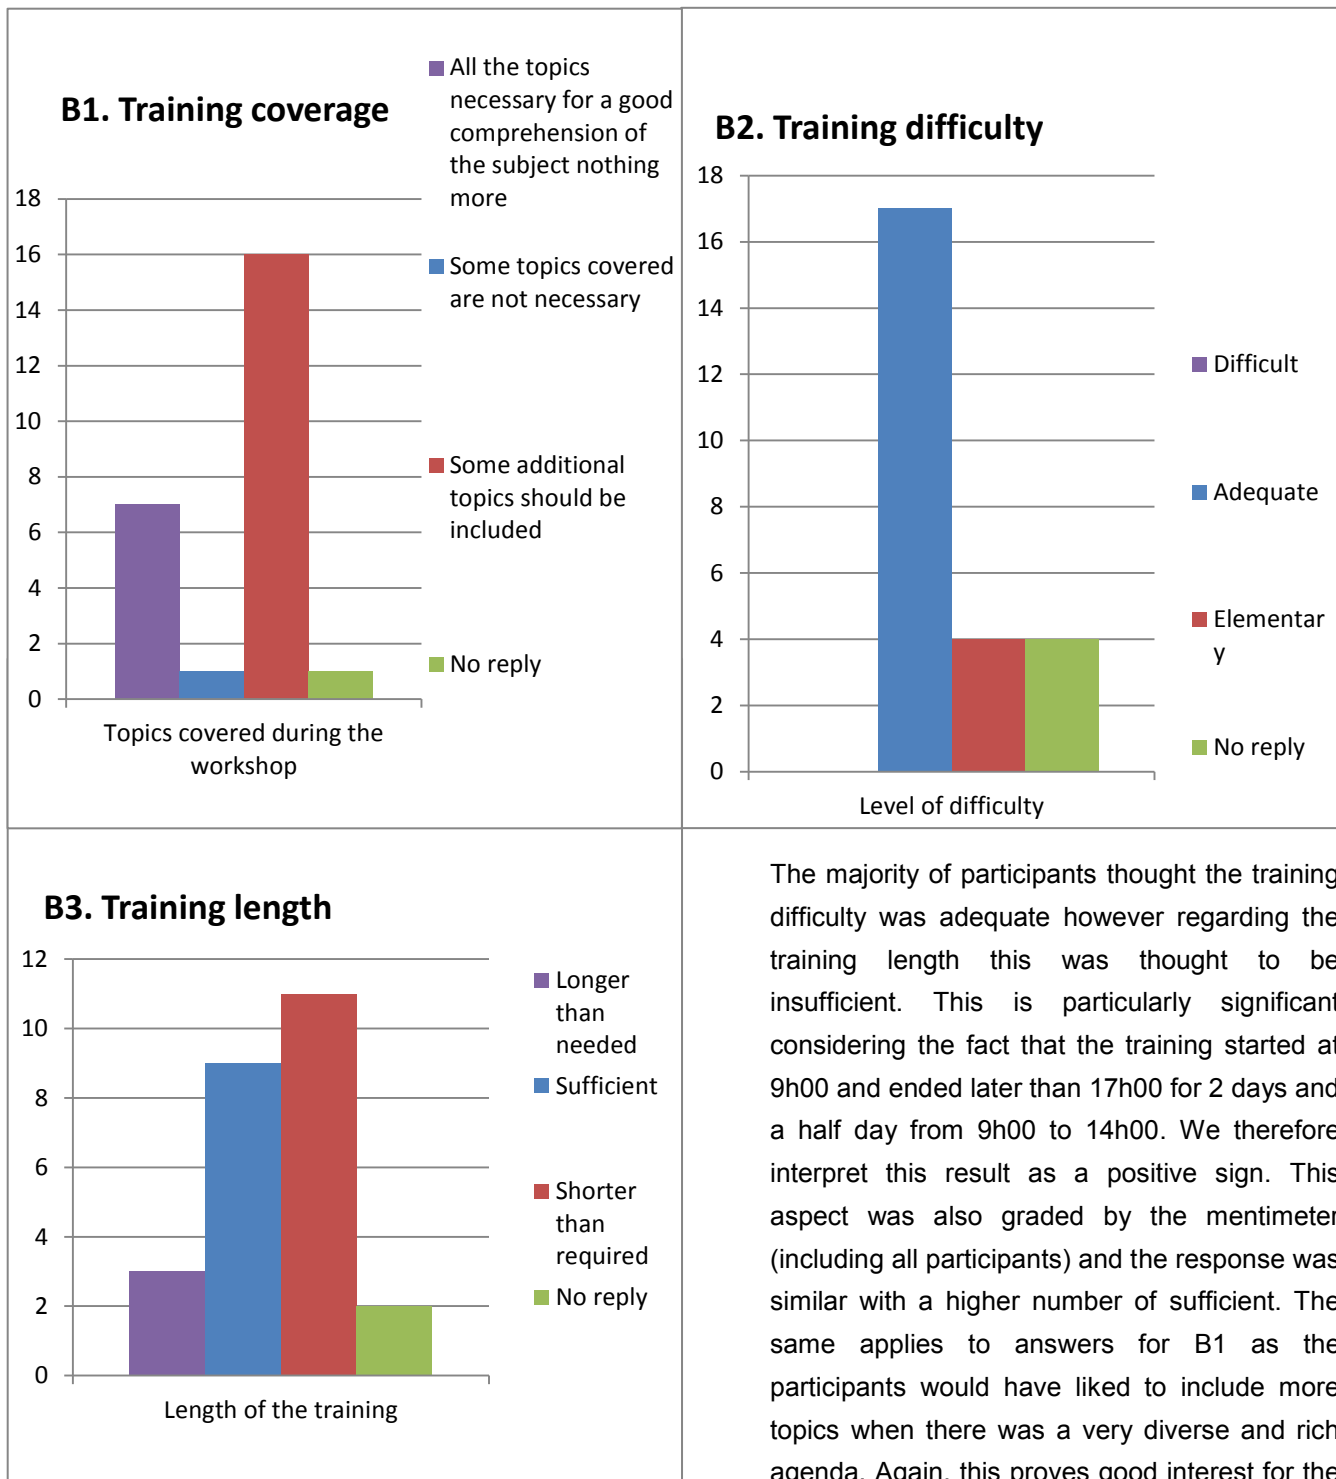 B1. Training coverage
18
16
14
12
10
8
6
4
2
0
Topics covered during the
workshop
All the topics
necessary for a good
comprehension of
the subject nothing
more
Some topics covered
are not necessary
Some additional
topics should be
included
No reply
B2. Training difficulty
18
16
14
12
10
8
6
4
2
0
Level of difficulty
Difficult
Adequate
Elementar
y
No reply
B3. Training length
12
10
8
6
4
2
0
Length of the training
Longer
than
needed
Sufficient
Shorter
than
required
No reply
The majority of participants thought the training
difficulty was adequate however regarding the
training length this was thought to be
insufficient. This is particularly significant
considering the fact that the training started at
9h00 and ended later than 17h00 for 2 days and
a half day from 9h00 to 14h00. We therefore
interpret this result as a positive sign. This
aspect was also graded by the mentimeter
(including all participants) and the response was
similar with a higher number of sufficient. The
same applies to answers for B1 as the
participants would have liked to include more
topics when there was a very diverse and rich
agenda. Again, this proves good interest for the